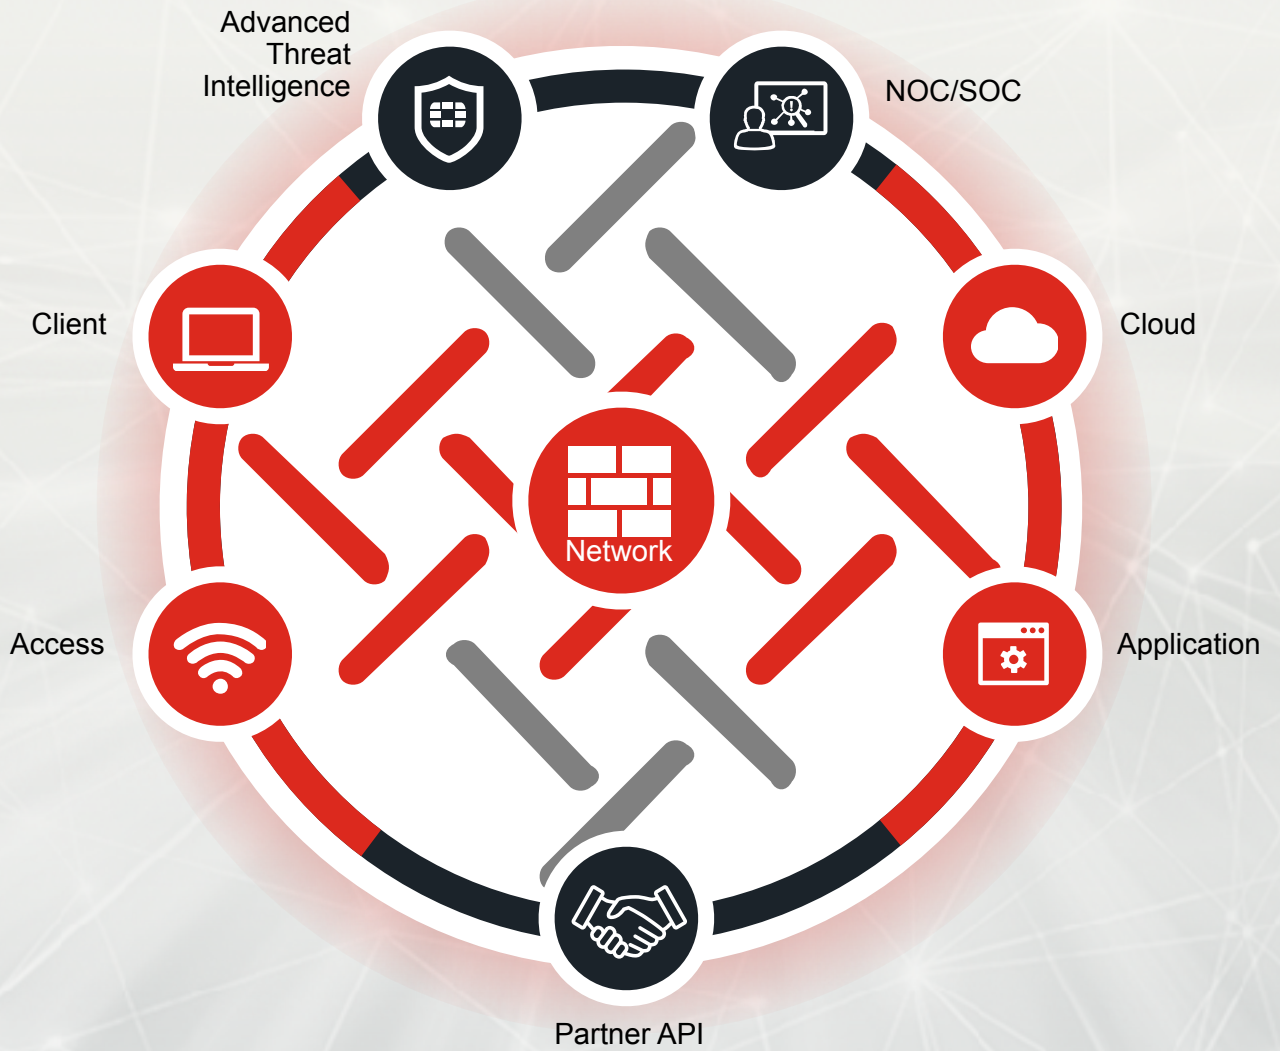 Advanced
Threat
Intelligence
NOC/SOC
Client
Cloud
Network
Access
Application
Partner API